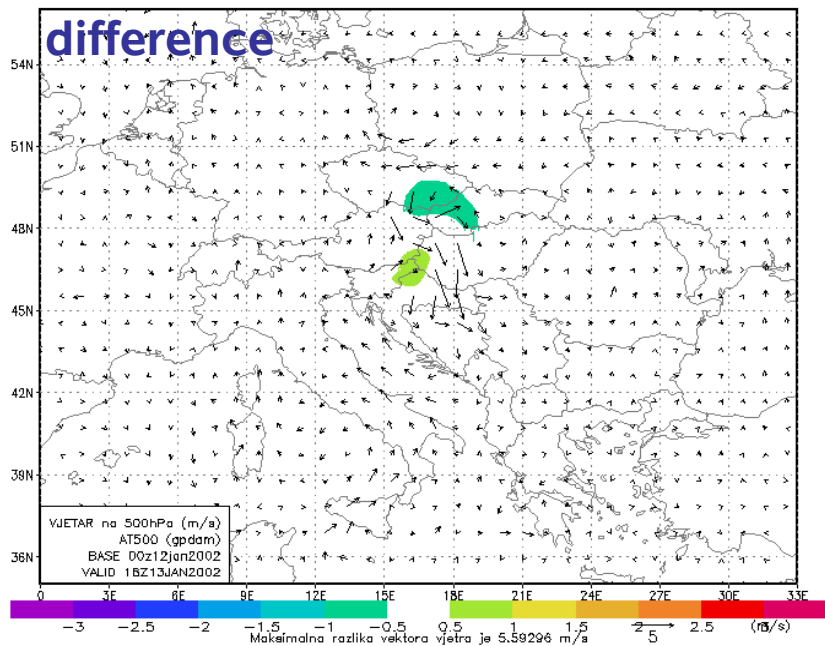 difference
54N
51N
48N
45N
42N
39N
36N
VJETAR na 500hPa (m/s)
AT500 (gpdam)
BASE 00z12jan2002
VALID 18Z13JAN2002
0 3E 6E 9E 12E 15E 18E 21E 24E 27E 30E 33E
-3 -2.5 -2 -1.5 -1 -0.5 0.5 1 1.5 2 2.5 3 (m/s)
5
Maksimalna razlika vektora vjetra je 5.59296 m/s